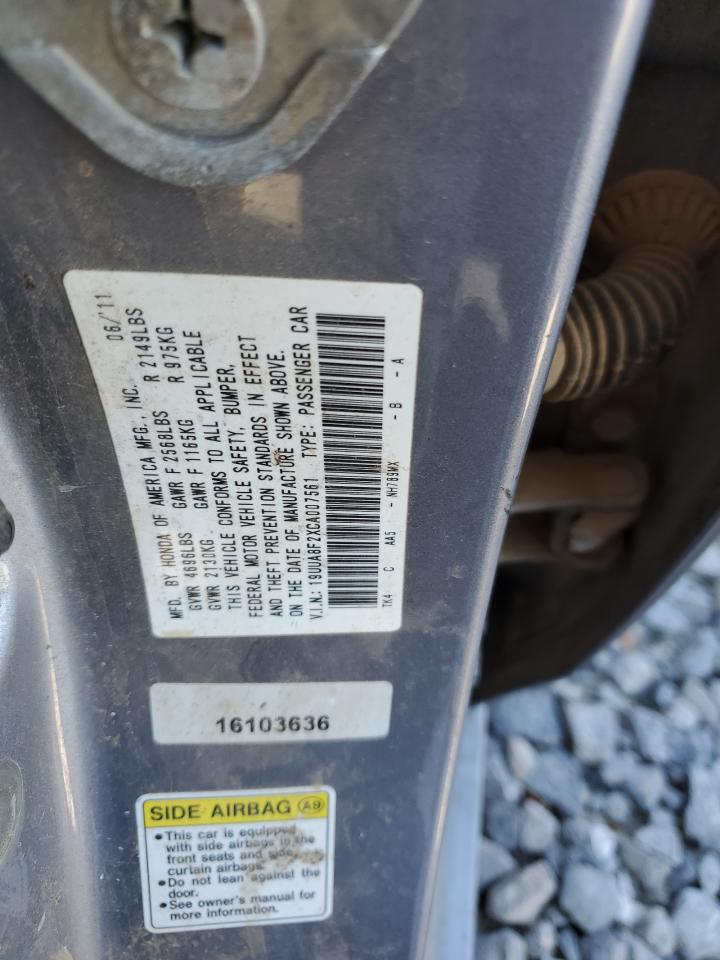 MFD. BY HONDA OF AMERICA MFG., INC. 06/'11
GVWR 4696LBS GAWR F 2568LBS R 2149LBS
GVWR 2130KG GAWR F 1165KG R 975KG
THIS VEHICLE CONFORMS TO ALL APPLICABLE
FEDERAL MOTOR VEHICLE SAFETY, BUMPER,
AND THEFT PREVENTION STANDARDS IN EFFECT
ON THE DATE OF MANUFACTURE SHOWN ABOVE.
V.I.N.: 19UUA8F2XCA007561 TYPE: PASSENGER CAR
TK4 C AA5 - NH789MX - B - A
16103636
SIDE AIRBAG A9
•This car is equipped
with side airbags in the
front seats and side
curtain airbags.
•Do not lean against the
door.
•See owner's manual for
more information.